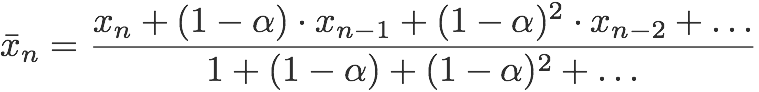 x̄ₙ = (xₙ + (1 − α) · xₙ₋₁ + (1 − α)² · xₙ₋₂ + …) / (1 + (1 − α) + (1 − α)² + …)